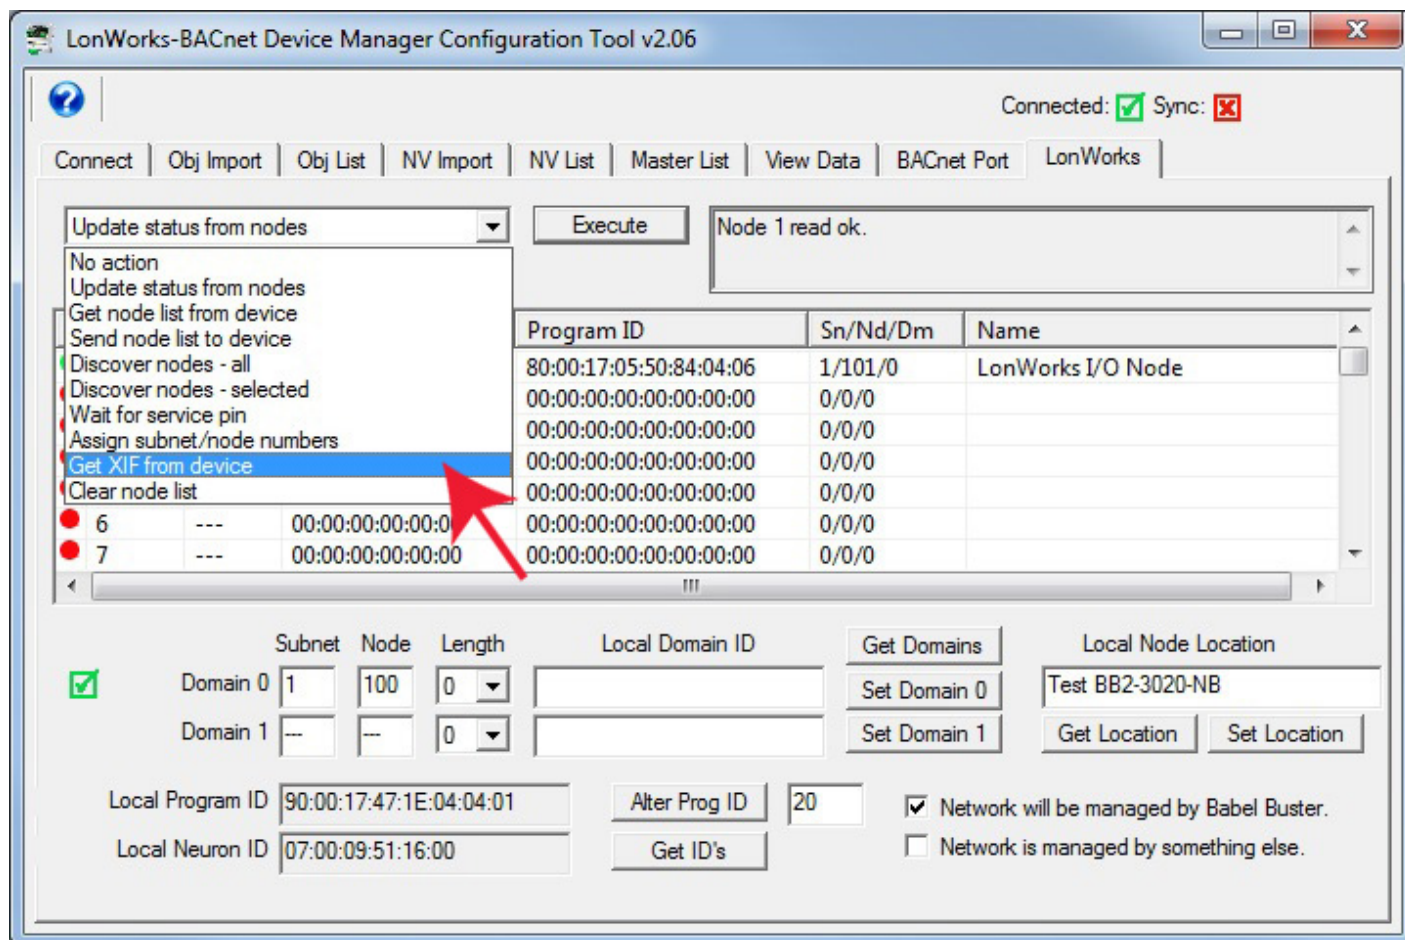 LonWorks-BACnet Device Manager Configuration Tool v2.06
Connected: Sync:
Connect Obj Import Obj List NV Import NV List Master List View Data BACnet Port LonWorks
Update status from nodes Execute Node 1 read ok.
No action
Update status from nodes
Get node list from device
Send node list to device
Discover nodes - all
Discover nodes - selected
Wait for service pin
Assign subnet/node numbers
Get XIF from device
Clear node list
Program ID Sn/Nd/Dm Name
80:00:17:05:50:84:04:06 1/101/0 LonWorks I/O Node
00:00:00:00:00:00:00:00 0/0/0
00:00:00:00:00:00:00:00 0/0/0
00:00:00:00:00:00:00:00 0/0/0
00:00:00:00:00:00:00:00 0/0/0
6 --- 00:00:00:00:00:0 00:00:00:00:00:00:00:00 0/0/0
7 --- 00:00:00:00:00:00 00:00:00:00:00:00:00:00 0/0/0
Subnet Node Length Local Domain ID Get Domains Local Node Location
Domain 0 1 100 0 Set Domain 0 Test BB2-3020-NB
Domain 1 --- --- 0 Set Domain 1 Get Location Set Location
Local Program ID 90:00:17:47:1E:04:04:01 Alter Prog ID 20 Network will be managed by Babel Buster.
Local Neuron ID 07:00:09:51:16:00 Get ID's Network is managed by something else.